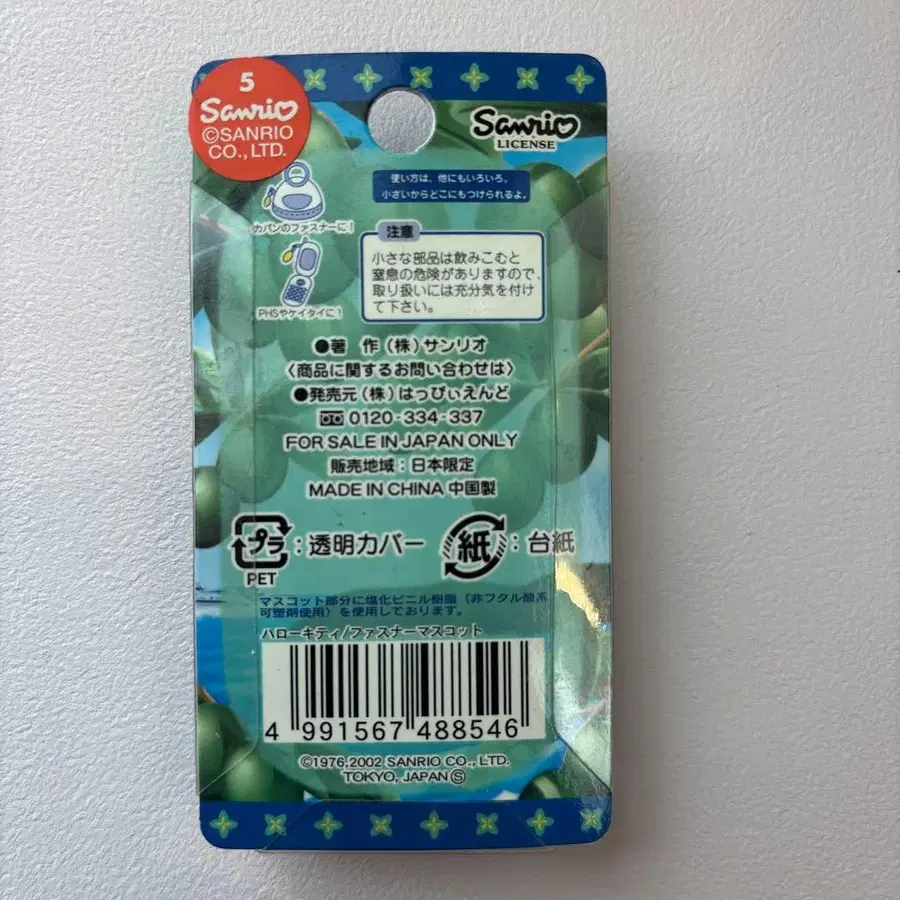 5
Sanrio
©SANRIO
CO., LTD.
Sanrio
LICENSE
使い方は、他にもいろいろ。
小さいからどこにもつけられるよ。
カバンのファスナーに!
PHSやケイタイに!
注意
小さな部品は飲みこむと
窒息の危険がありますので、
取り扱いには充分気を付け
て下さい。
●著 作(株)サンリオ
〈商品に関するお問い合わせは〉
●発売元(株)はっぴぃえんど
0120-334-337
FOR SALE IN JAPAN ONLY
販売地域:日本限定
MADE IN CHINA 中国製
プラ:透明カバー
PET
紙:台紙
マスコット部分に塩化ビニル樹脂(非フタル酸系
可塑剤使用)を使用しております。
ハローキティ/ファスナーマスコット
4 991567 488546
©1976,2002 SANRIO CO., LTD.
TOKYO, JAPAN Ⓢ